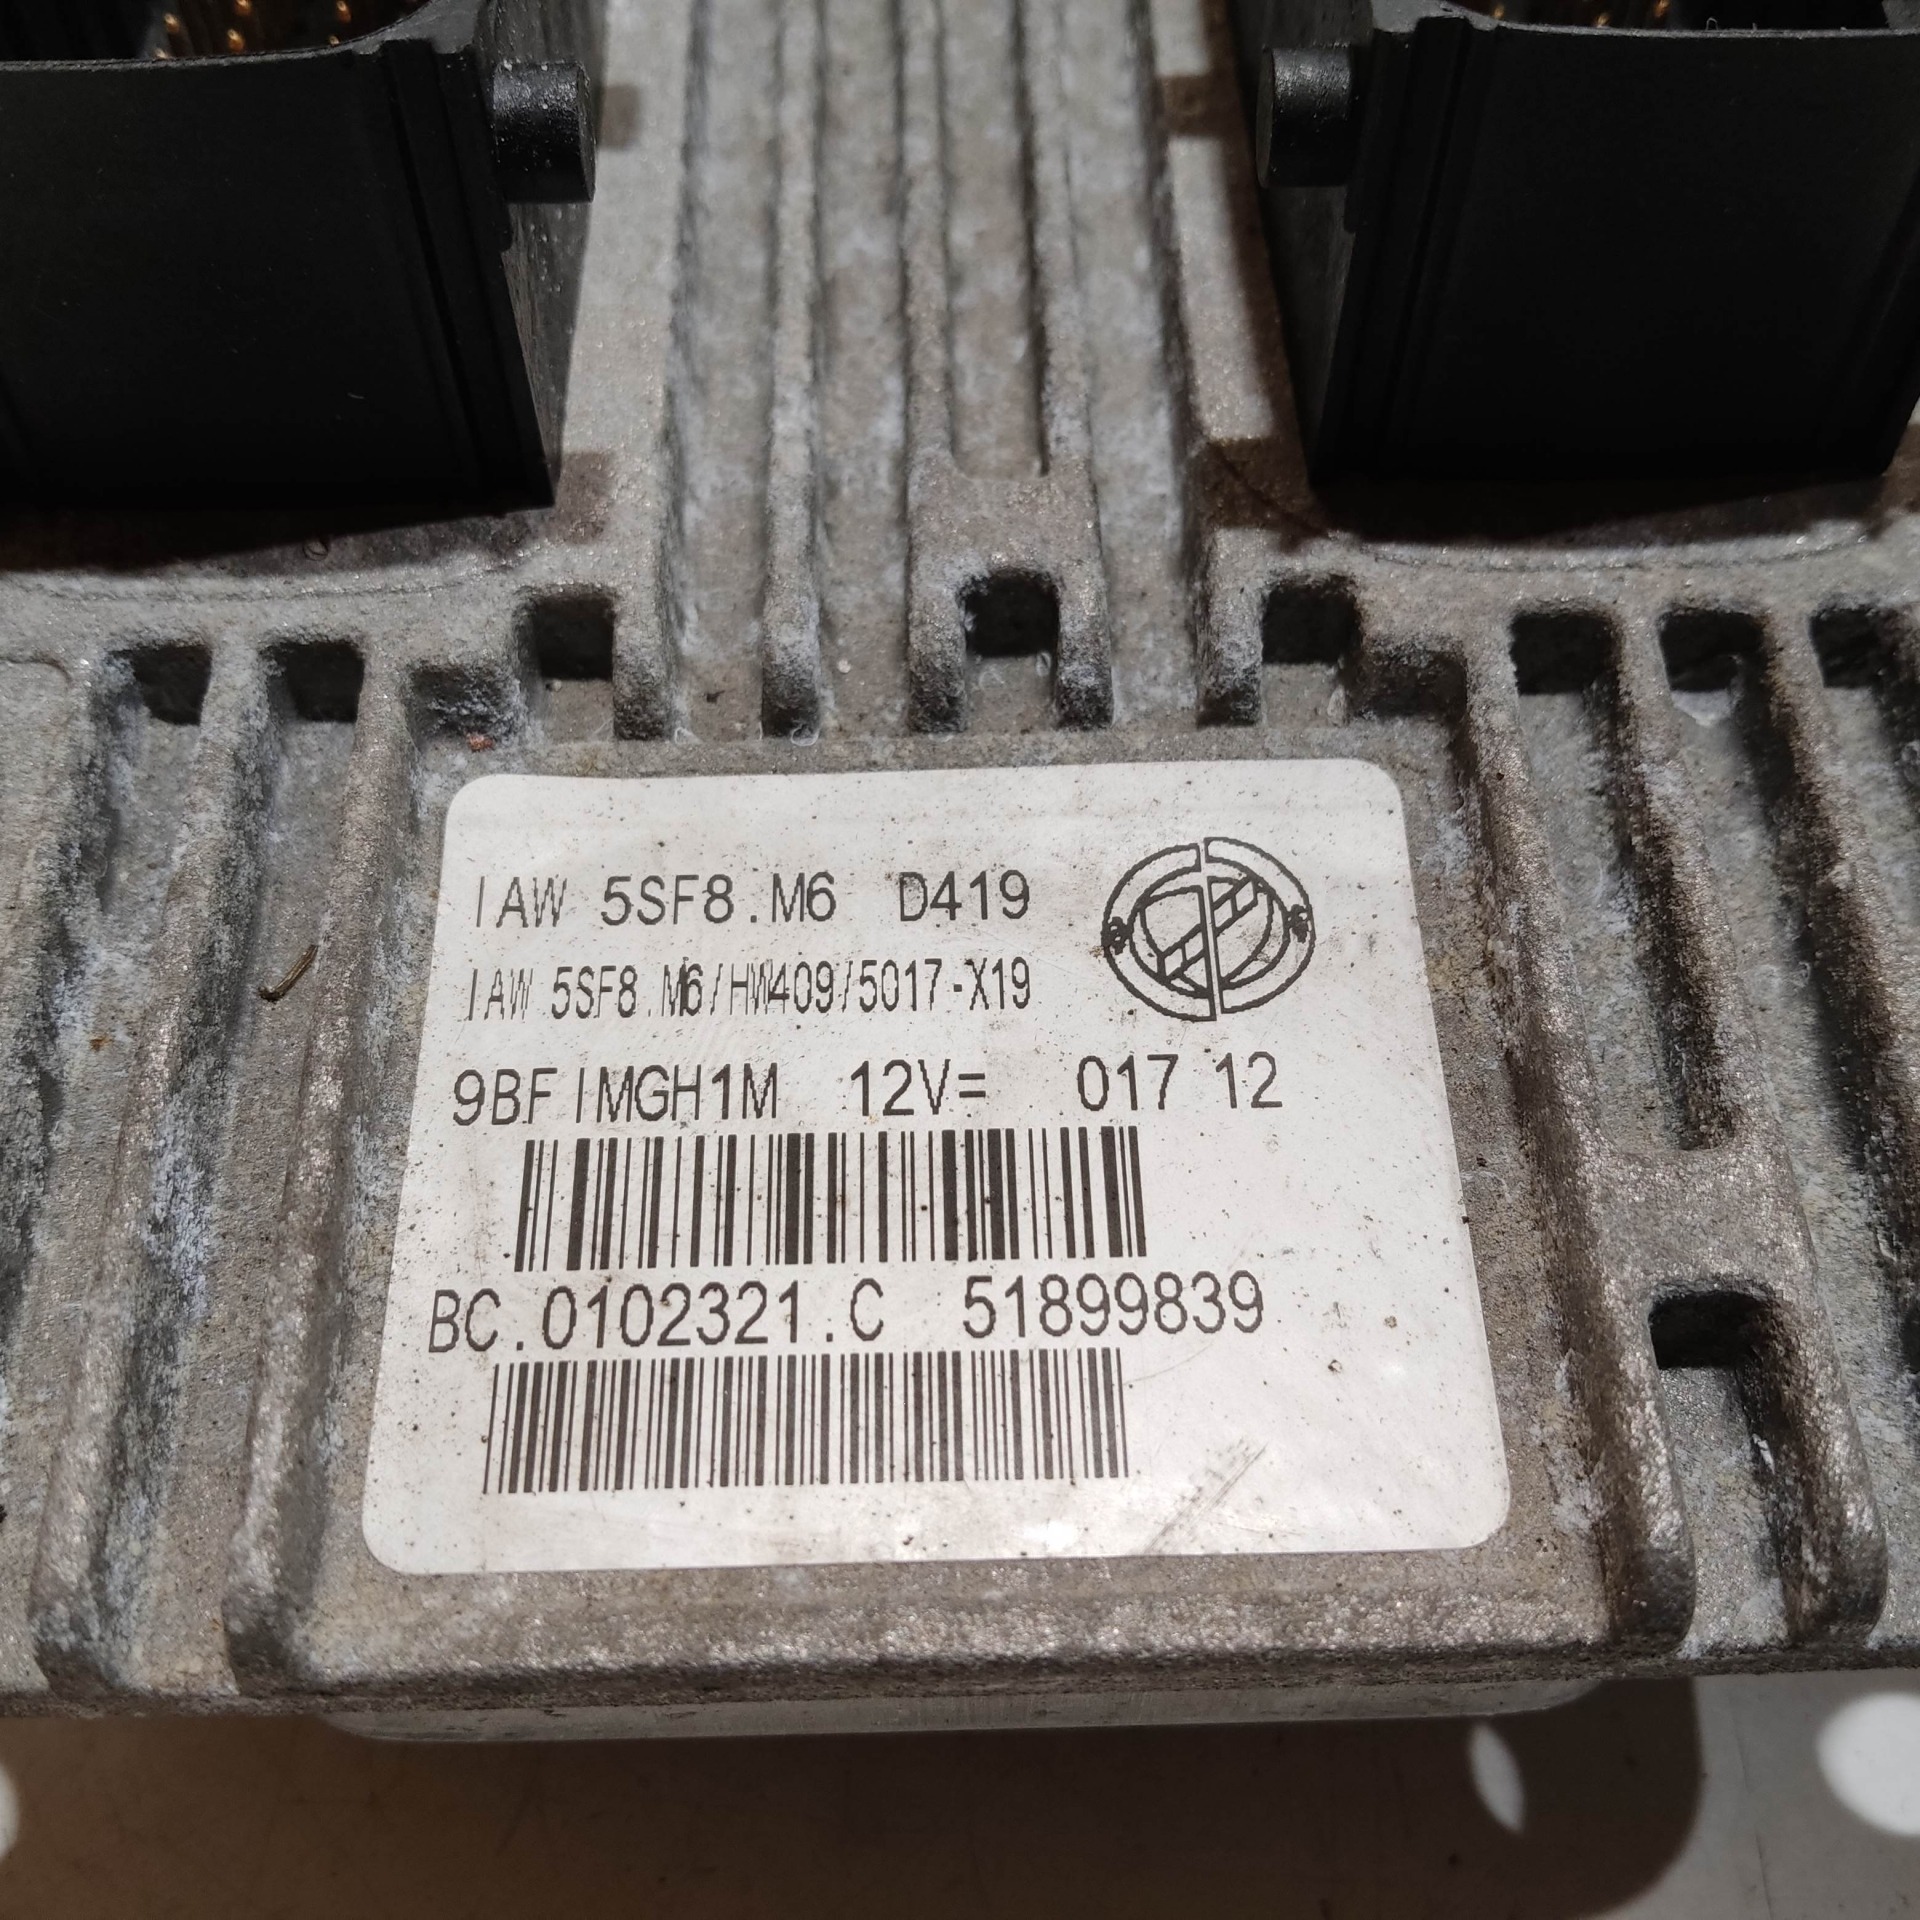 IAW 5SF8.M6 D419
IAW 5SF8.M6/HW409/5017-X19
9BFIMGH1M 12V= 017 12
BC.0102321.C 51899839